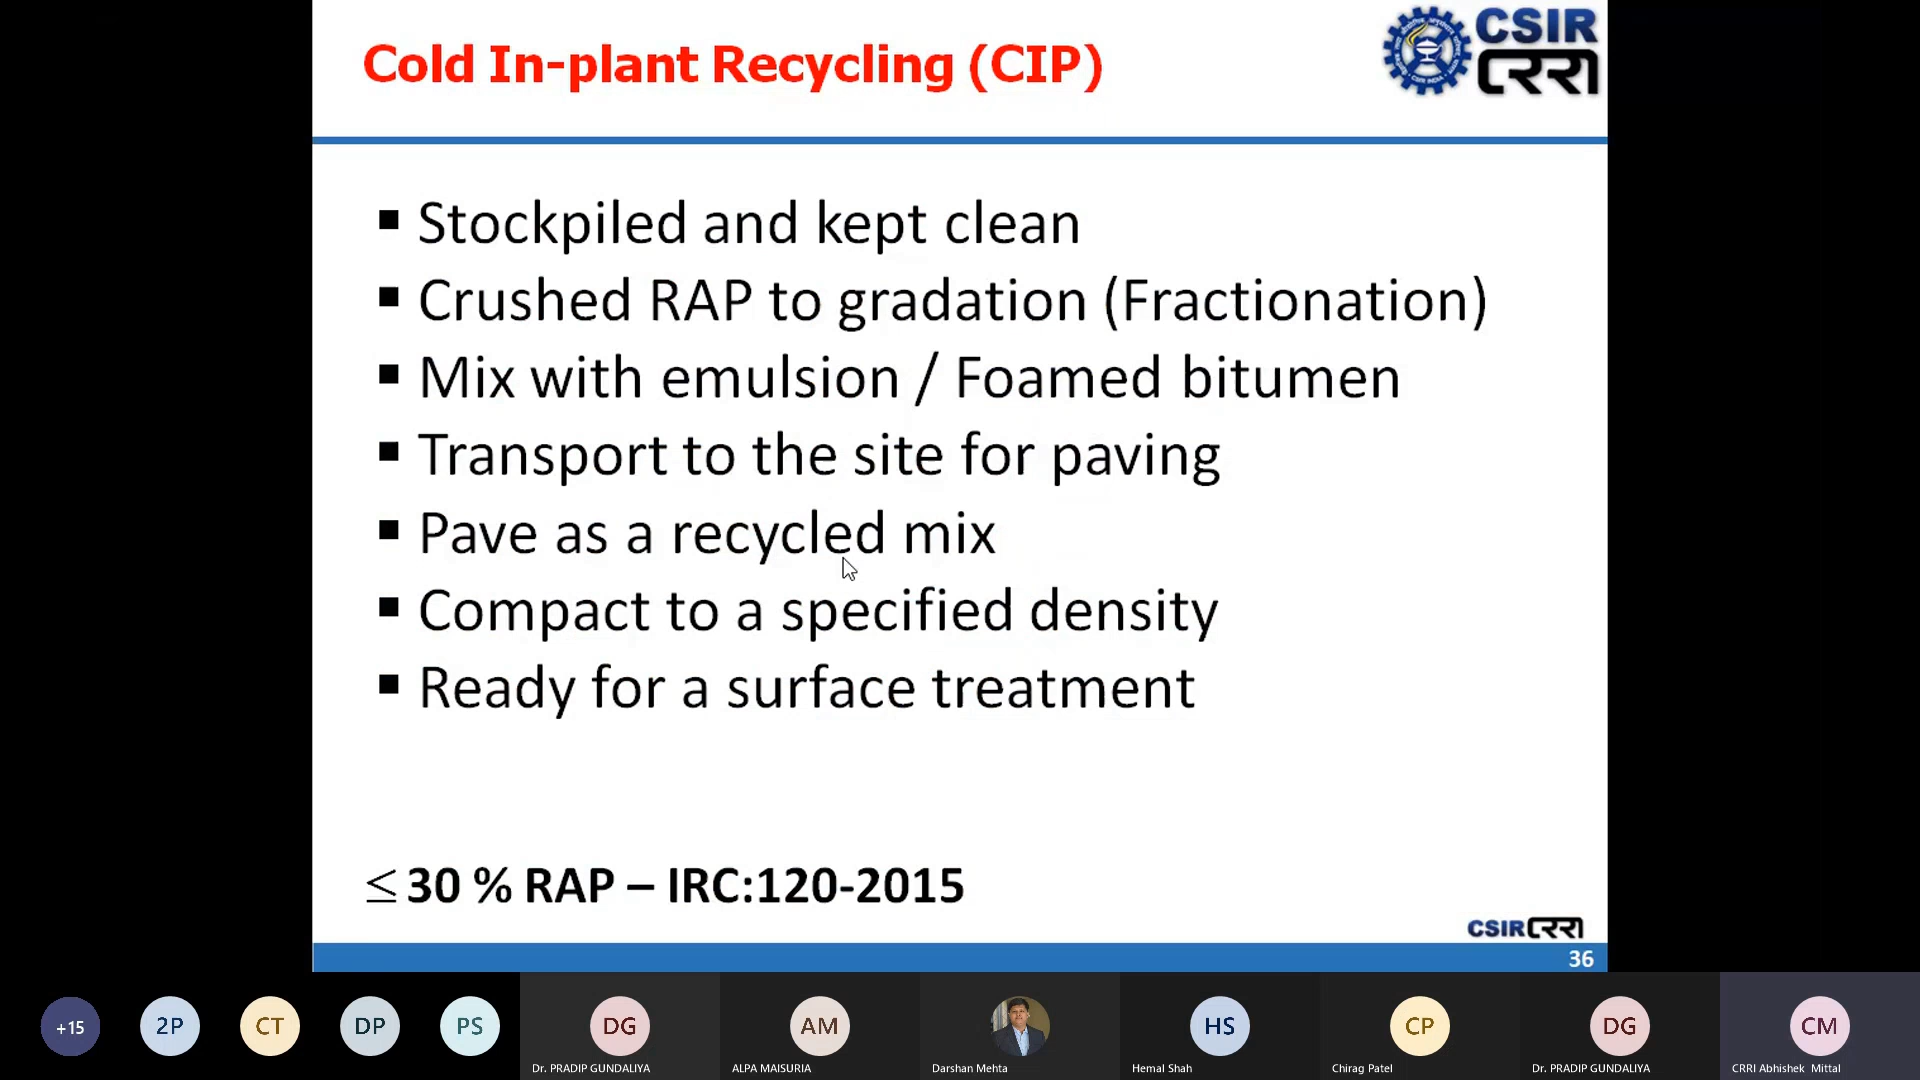 Cold In-plant Recycling (CIP)
CSIR
CRRI
▪ Stockpiled and kept clean
▪ Crushed RAP to gradation (Fractionation)
▪ Mix with emulsion / Foamed bitumen
▪ Transport to the site for paving
▪ Pave as a recycled mix
▪ Compact to a specified density
▪ Ready for a surface treatment
≤ 30 % RAP – IRC:120-2015
CSIR CRRI
36
+15
2P
CT
DP
PS
DG
AM
HS
CP
DG
CM
Dr. PRADIP GUNDALIYA
ALPA MAISURIA
Darshan Mehta
Hemal Shah
Chirag Patel
Dr. PRADIP GUNDALIYA
CRRI Abhishek Mittal